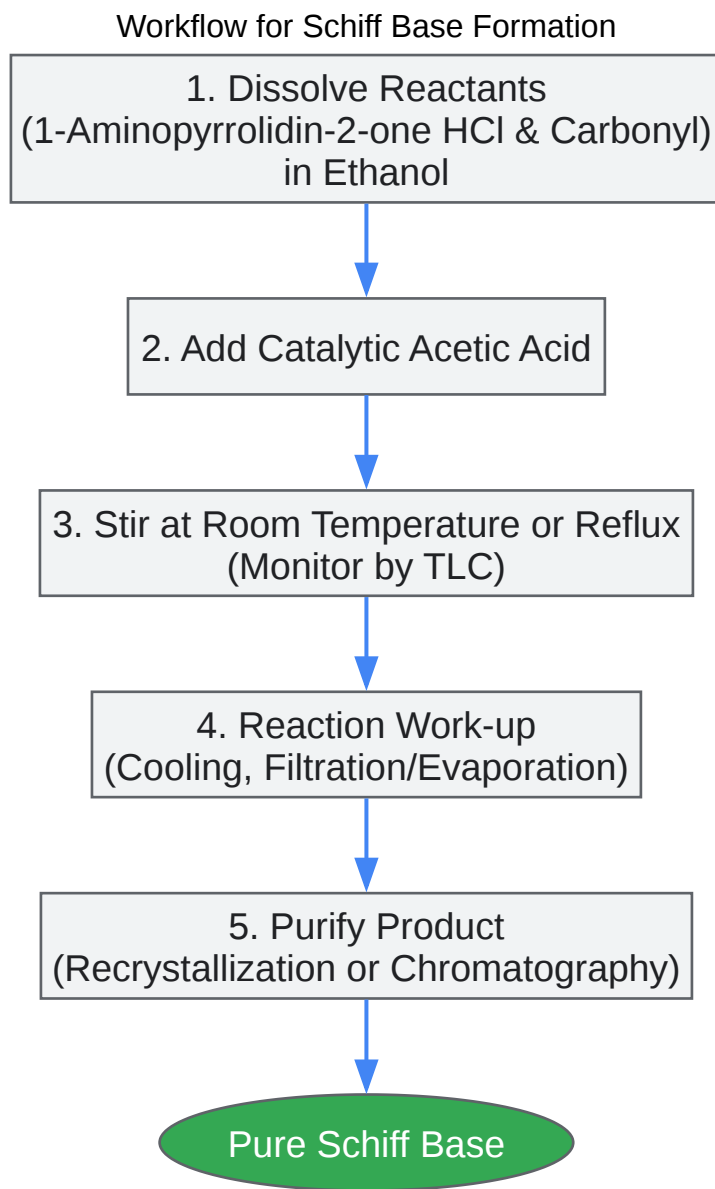 Workflow for Schiff Base Formation
1. Dissolve Reactants
(1-Aminopyrrolidin-2-one HCl & Carbonyl)
in Ethanol
2. Add Catalytic Acetic Acid
3. Stir at Room Temperature or Reflux
(Monitor by TLC)
4. Reaction Work-up
(Cooling, Filtration/Evaporation)
5. Purify Product
(Recrystallization or Chromatography)
Pure Schiff Base